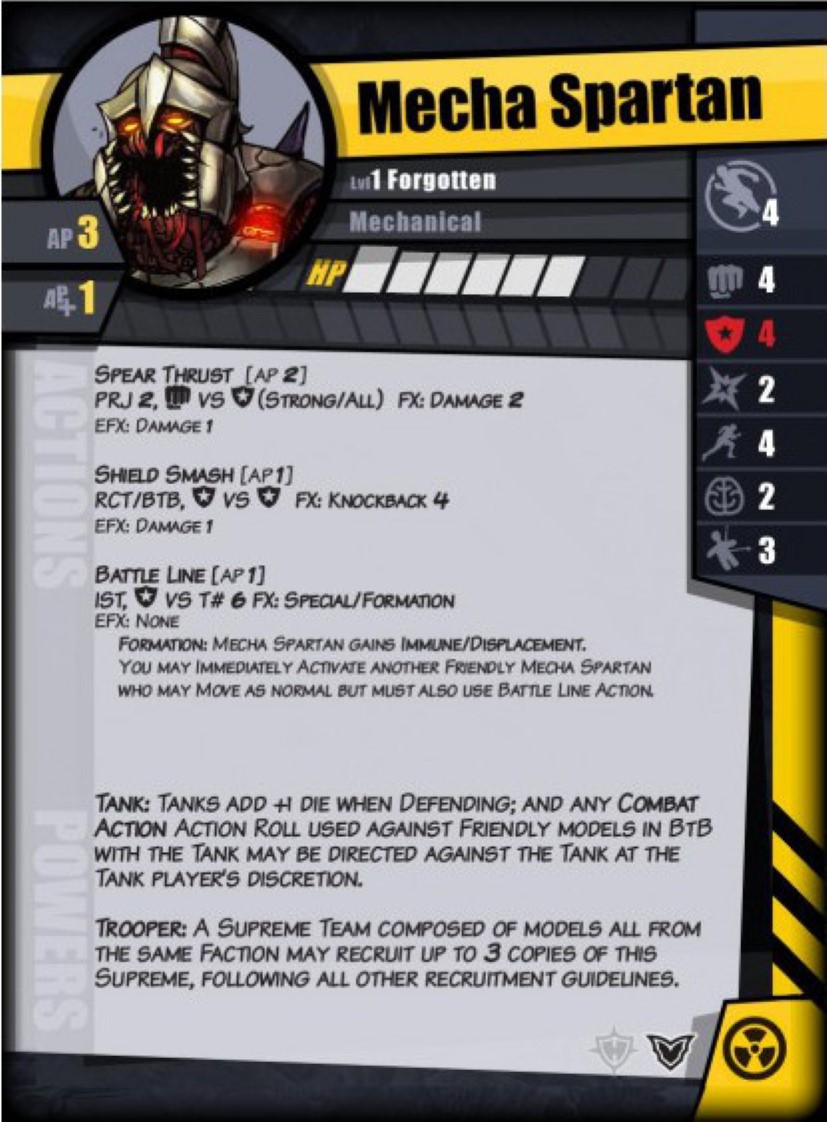 Mecha Spartan
Lvl 1 Forgotten
Mechanical
AP 3
AP+ 1
HP
4
4
4
2
4
2
3
ACTIONS
SPEAR THRUST [AP 2]
PRJ 2, VS (STRONG/ALL) FX: DAMAGE 2
EFX: DAMAGE 1
SHIELD SMASH [AP 1]
RCT/BTB, VS FX: KNOCKBACK 4
EFX: DAMAGE 1
BATTLE LINE [AP 1]
IST, VS T# 6 FX: SPECIAL/FORMATION
EFX: NONE
FORMATION: MECHA SPARTAN GAINS IMMUNE/DISPLACEMENT.
YOU MAY IMMEDIATELY ACTIVATE ANOTHER FRIENDLY MECHA SPARTAN
WHO MAY MOVE AS NORMAL BUT MUST ALSO USE BATTLE LINE ACTION.
POWERS
TANK: TANKS ADD +1 DIE WHEN DEFENDING; AND ANY COMBAT
ACTION ACTION ROLL USED AGAINST FRIENDLY MODELS IN BTB
WITH THE TANK MAY BE DIRECTED AGAINST THE TANK AT THE
TANK PLAYER'S DISCRETION.
TROOPER: A SUPREME TEAM COMPOSED OF MODELS ALL FROM
THE SAME FACTION MAY RECRUIT UP TO 3 COPIES OF THIS
SUPREME, FOLLOWING ALL OTHER RECRUITMENT GUIDELINES.